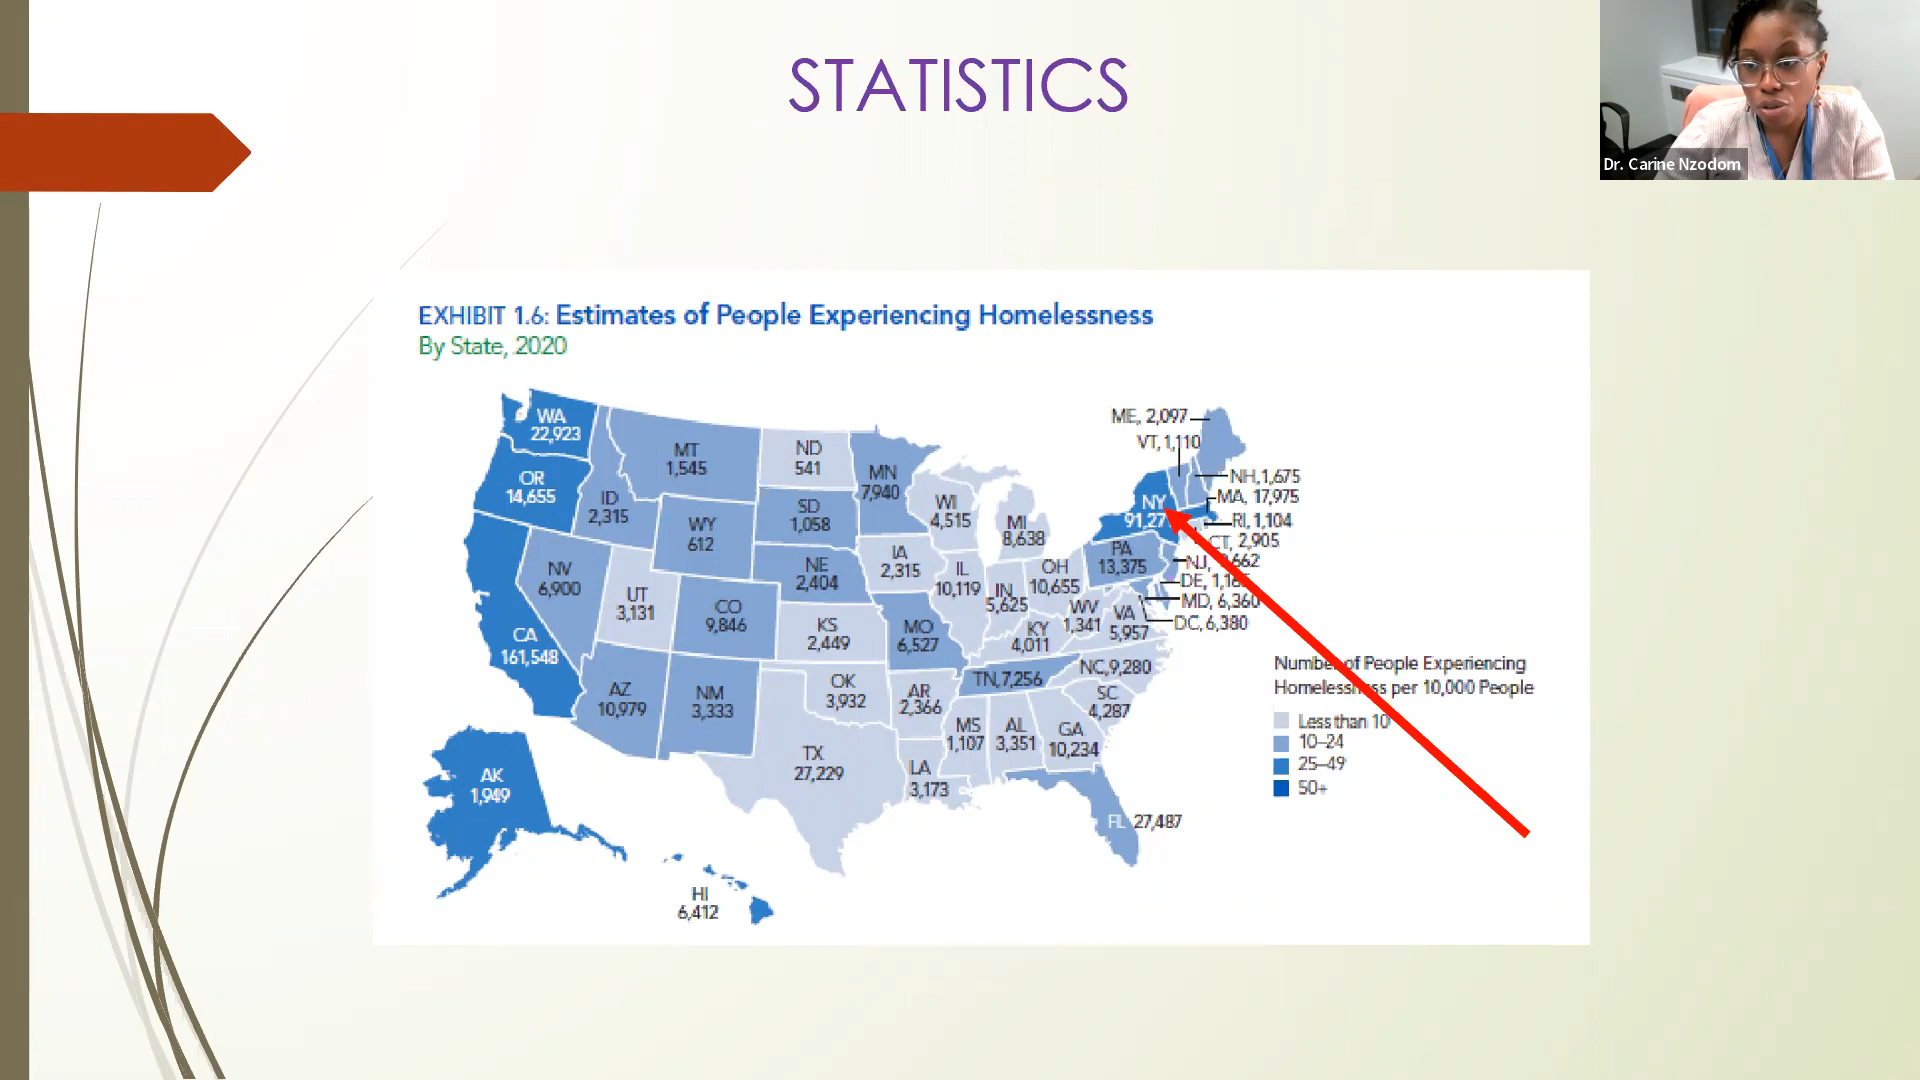 STATISTICS
Dr. Carine Nzodom
EXHIBIT 1.6: Estimates of People Experiencing Homelessness
By State, 2020
WA
22,923
OR
14,655
CA
161,548
ID
2,315
NV
6,900
MT
1,545
WY
612
UT
3,131
AZ
10,979
CO
9,846
NM
3,333
ND
541
SD
1,058
NE
2,404
KS
2,449
OK
3,932
TX
27,229
MN
7,940
IA
2,315
MO
6,527
AR
2,366
LA
3,173
WI
4,515
IL
10,119
MI
8,638
IN
5,625
OH
10,655
KY
4,011
TN, 7,256
MS
1,107
AL
3,351
GA
10,234
FL 27,487
SC
4,287
NC, 9,280
WV
1,341
VA
5,957
PA
13,375
NY
91,27
ME, 2,097
VT, 1,110
NH, 1,675
MA, 17,975
RI, 1,104
CT, 2,905
NJ, 662
DE, 1,16
MD, 6,360
DC, 6,380
AK
1,949
HI
6,412
Number of People Experiencing
Homelessness per 10,000 People
Less than 10
10–24
25–49
50+